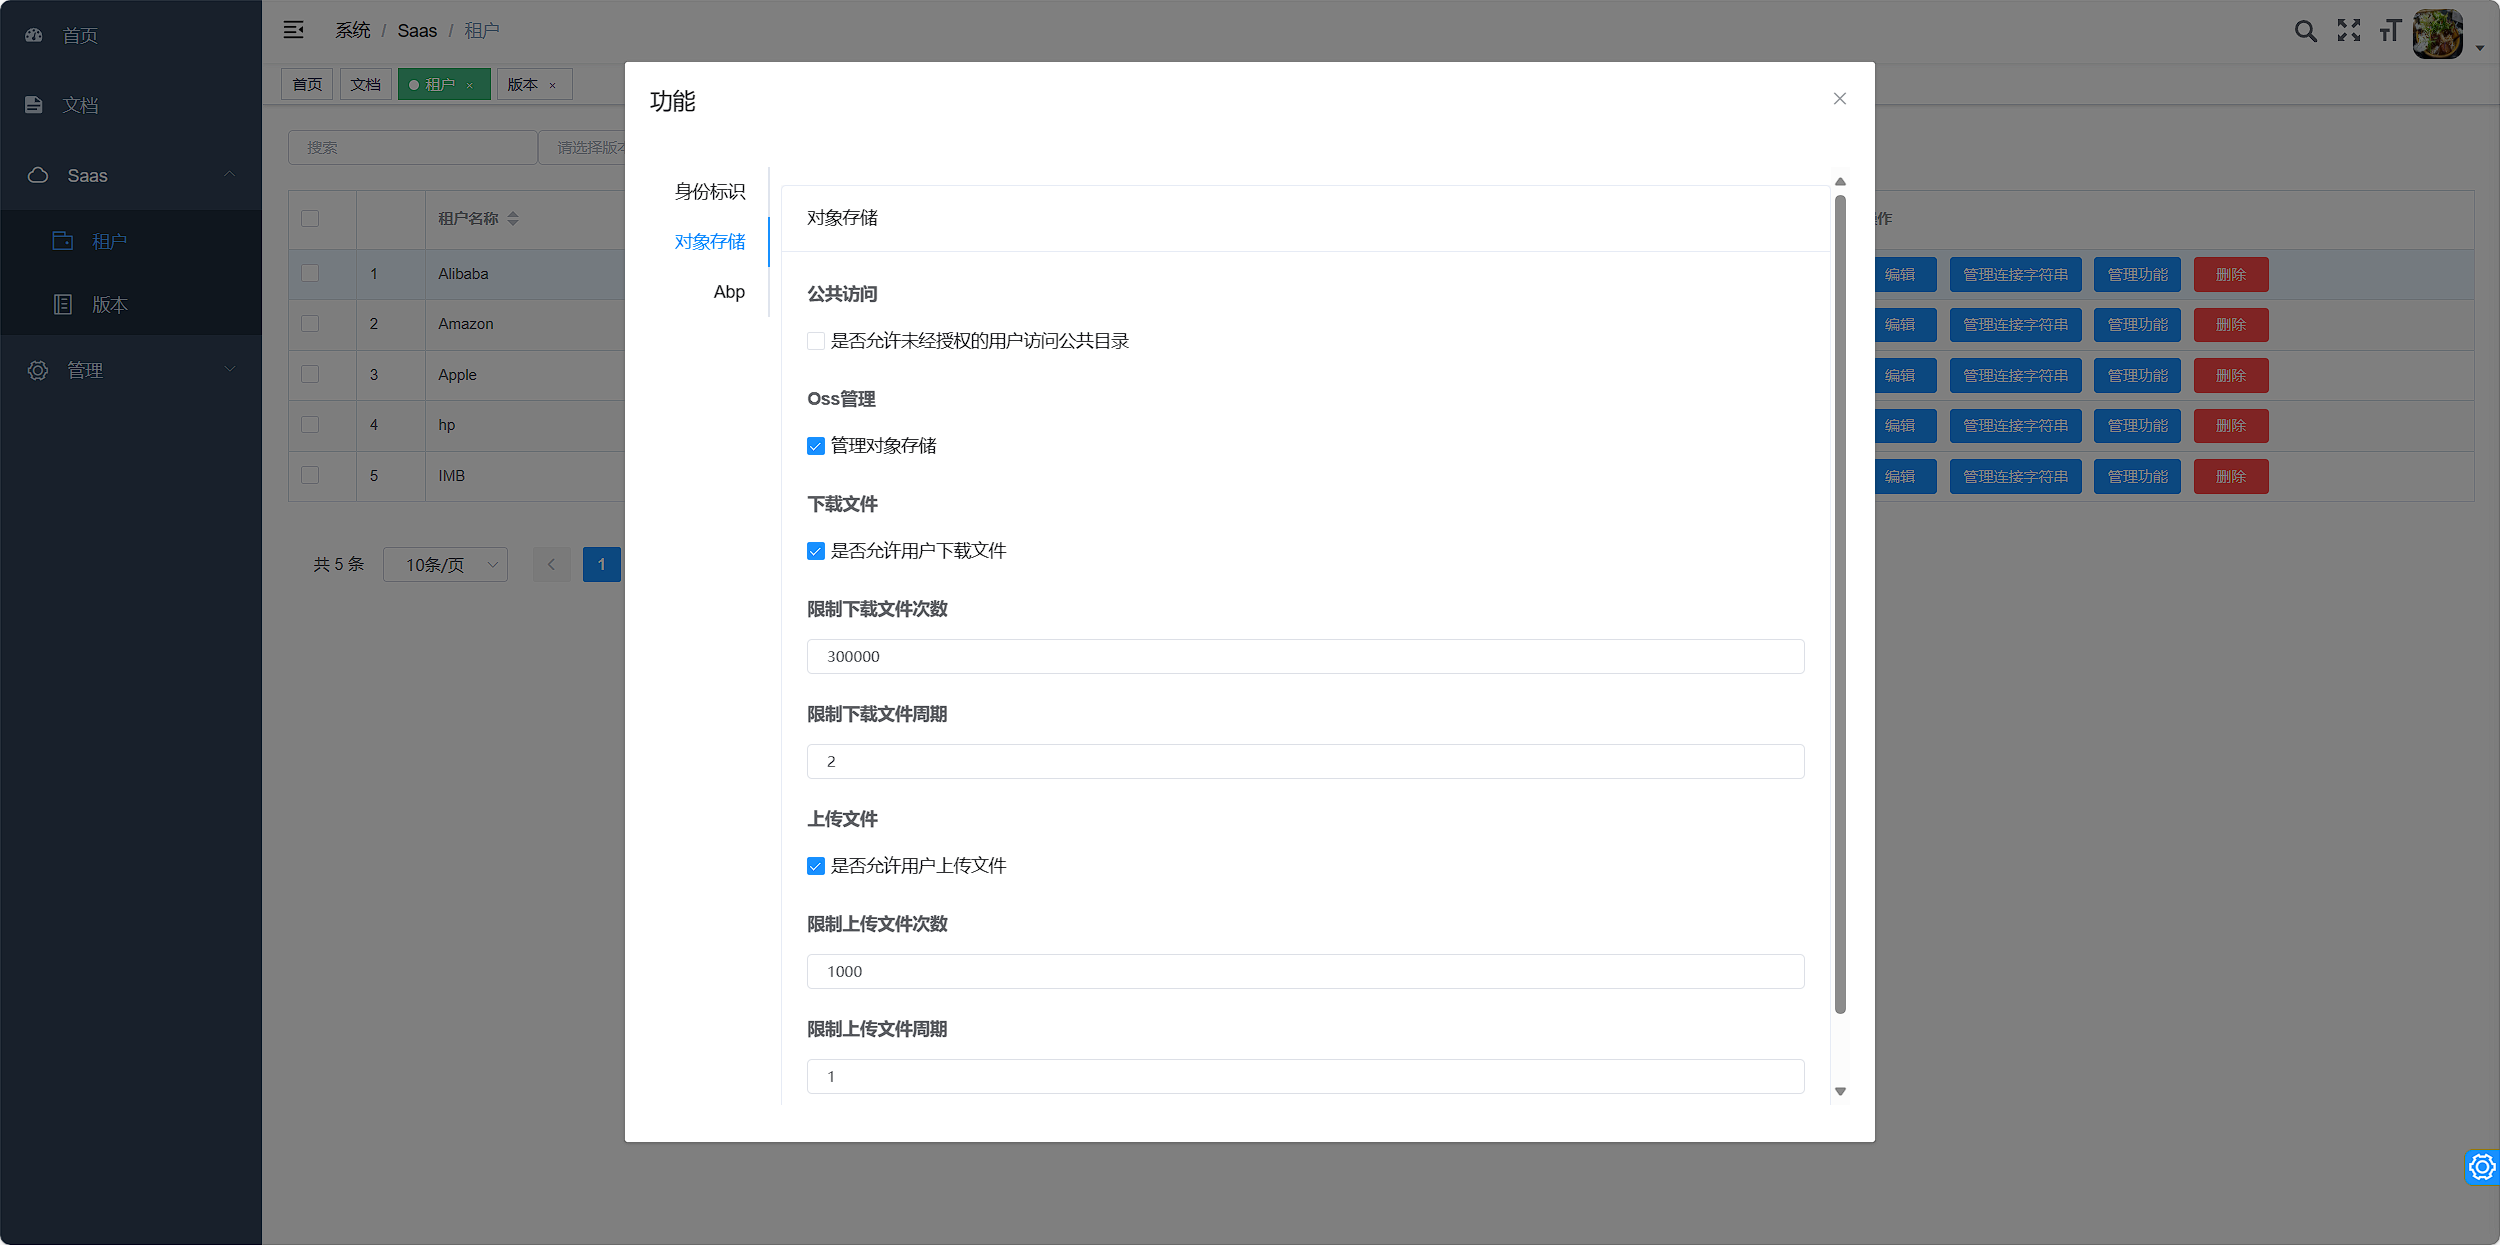 首页
文档
Saas
租户
版本
管理
系统 / Saas / 租户
首页 文档 租户 × 版本 ×
搜索
租户名称
1 Alibaba 编辑 管理连接字符串 管理功能 删除
2 Amazon 编辑 管理连接字符串 管理功能 删除
3 Apple 编辑 管理连接字符串 管理功能 删除
4 hp 编辑 管理连接字符串 管理功能 删除
5 IMB 编辑 管理连接字符串 管理功能 删除
共 5 条 10条/页 1
功能
身份标识
对象存储
Abp
对象存储
公共访问
是否允许未经授权的用户访问公共目录
Oss管理
管理对象存储
下载文件
是否允许用户下载文件
限制下载文件次数
300000
限制下载文件周期
2
上传文件
是否允许用户上传文件
限制上传文件次数
1000
限制上传文件周期
1